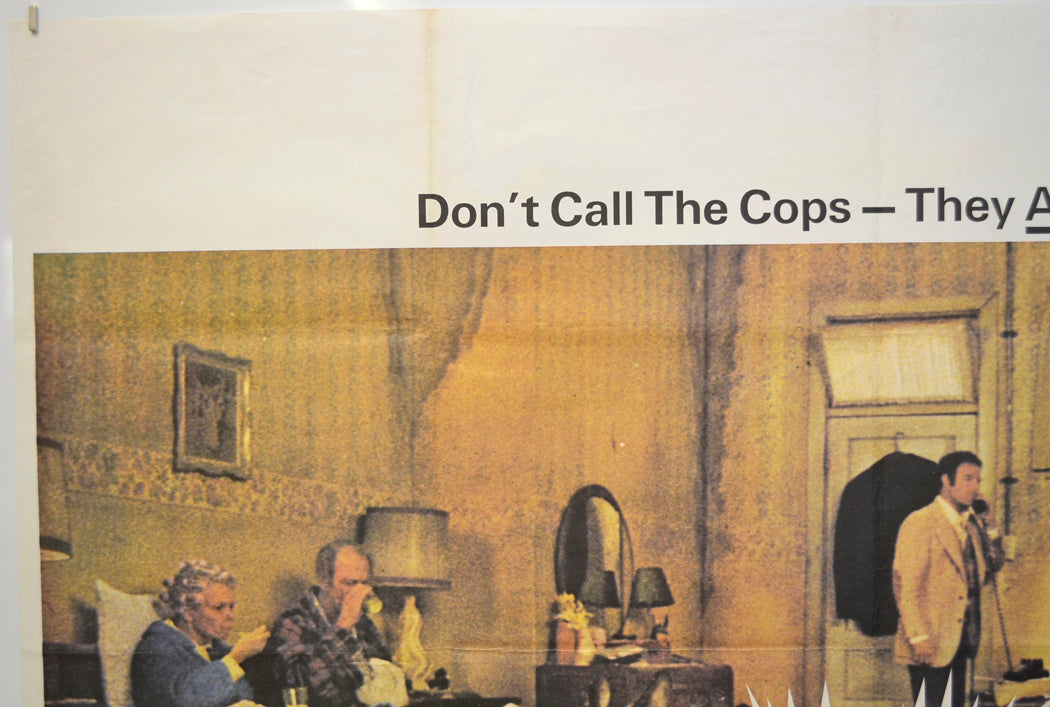 Don't Call The Cops — They A